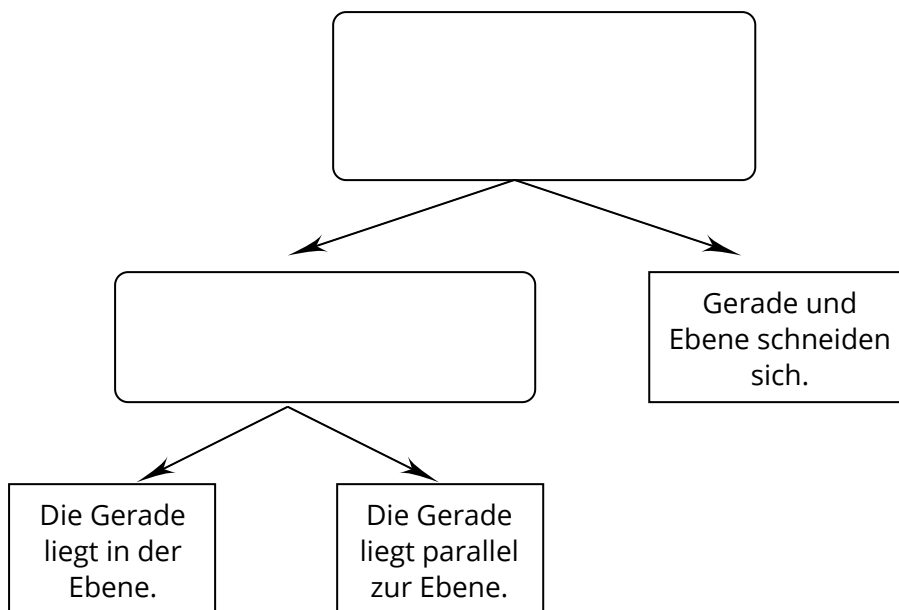 Gerade und
Ebene schneiden
sich.
Die Gerade
liegt in der
Ebene.
Die Gerade
liegt parallel
zur Ebene.